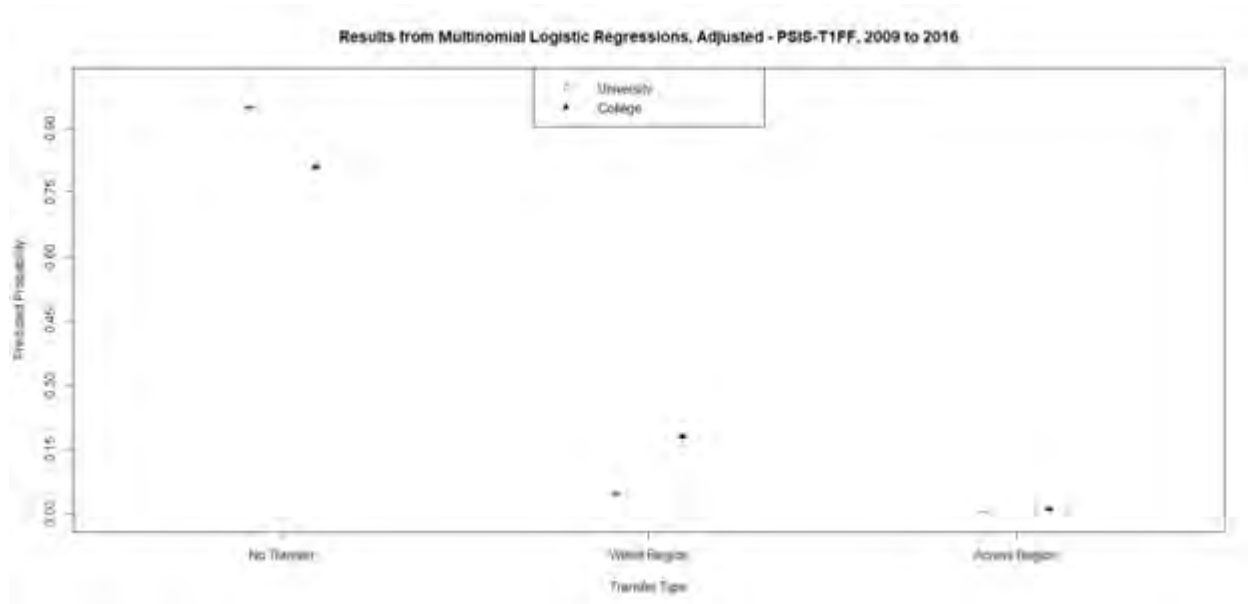 Results from Multinomial Logistic Regressions, Adjusted - PSIS-T1FF, 2009 to 2016
University
College
0.90
0.75
0.60
0.45
0.30
0.15
0.00
Predicted Probability
No Transfer
Within Region
Across Region
Transfer Type